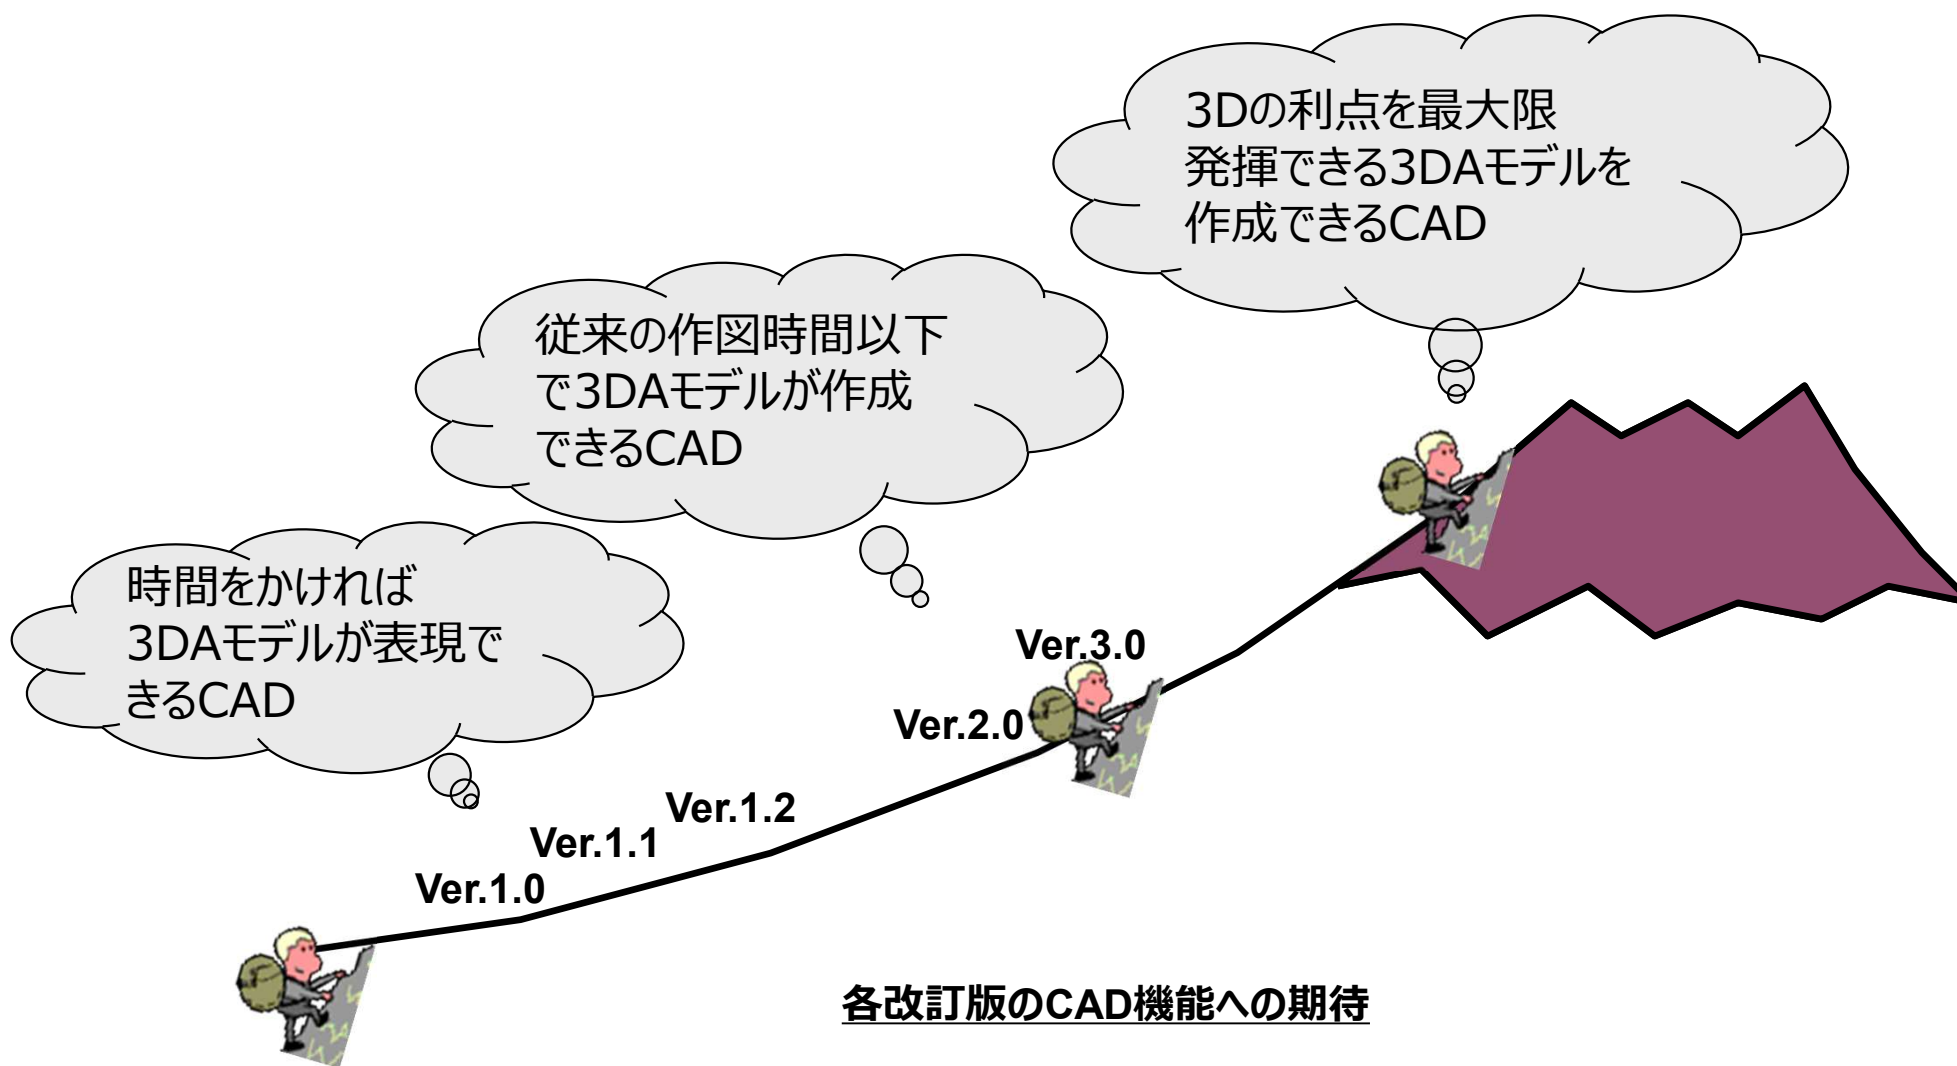 3Dの利点を最大限
発揮できる3DAモデルを
作成できるCAD
従来の作図時間以下
で3DAモデルが作成
できるCAD
時間をかければ
3DAモデルが表現で
きるCAD
Ver.3.0
Ver.2.0
Ver.1.2
Ver.1.1
Ver.1.0
各改訂版のCAD機能への期待